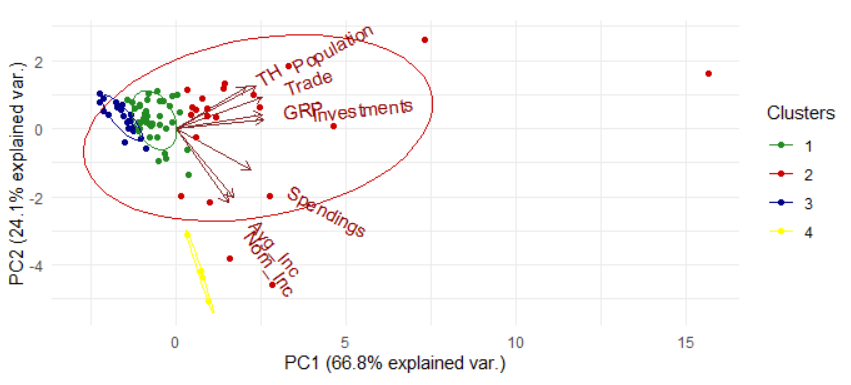 PC2 (24.1% explained var.)
2
0
-2
-4
TH
Population
Trade
GRP
Investments
Spendings
Avg_Inc
Nom_Inc
0
5
10
15
PC1 (66.8% explained var.)
Clusters
1
2
3
4